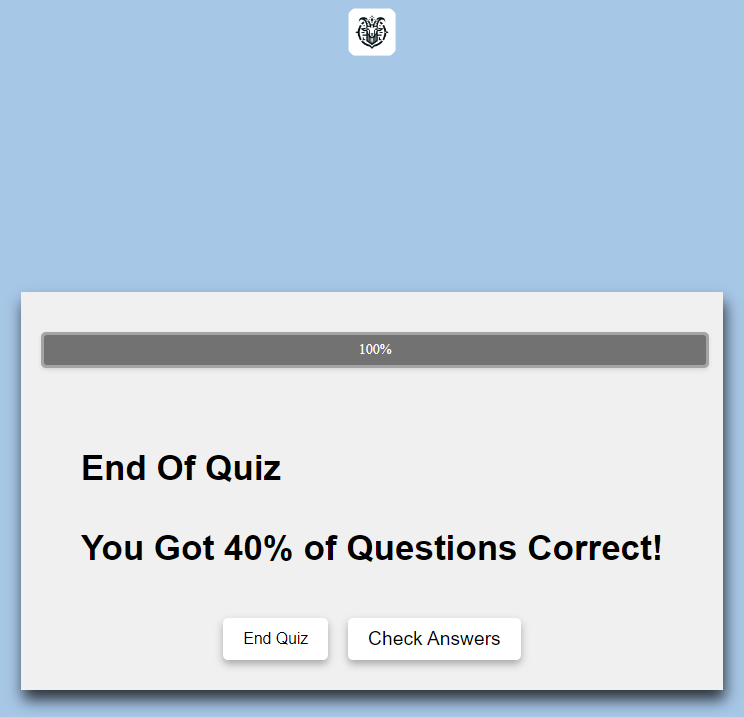 100%
End Of Quiz
You Got 40% of Questions Correct!
End Quiz
Check Answers